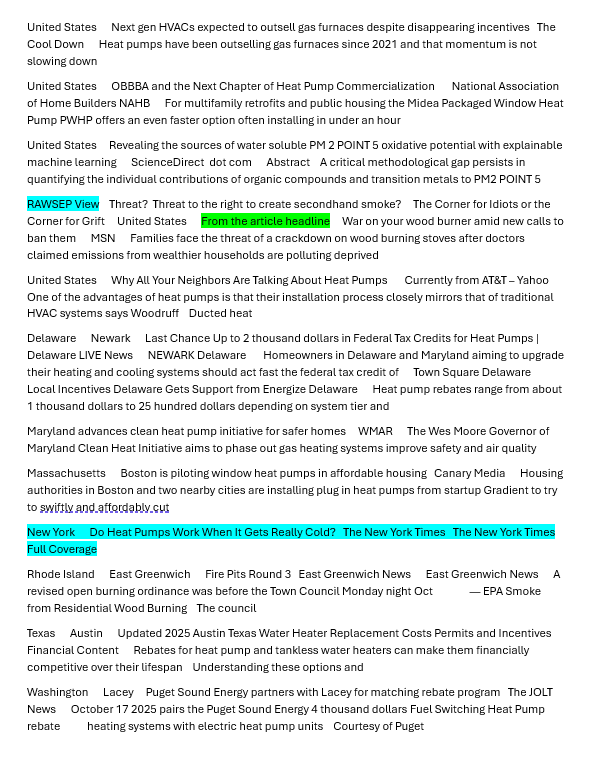 United States Next gen HVACs expected to outsell gas furnaces despite disappearing incentives The
Cool Down Heat pumps have been outselling gas furnaces since 2021 and that momentum is not
slowing down
United States OBBBA and the Next Chapter of Heat Pump Commercialization National Association
of Home Builders NAHB For multifamily retrofits and public housing the Midea Packaged Window Heat
Pump PWHP offers an even faster option often installing in under an hour
United States Revealing the sources of water soluble PM 2 POINT 5 oxidative potential with explainable
machine learning ScienceDirect dot com Abstract A critical methodological gap persists in
quantifying the individual contributions of organic compounds and transition metals to PM2 POINT 5
RAWSEP View Threat? Threat to the right to create secondhand smoke? The Corner for Idiots or the
Corner for Grift United States From the article headline War on your wood burner amid new calls to
ban them MSN Families face the threat of a crackdown on wood burning stoves after doctors
claimed emissions from wealthier households are polluting deprived
United States Why All Your Neighbors Are Talking About Heat Pumps Currently from AT&T – Yahoo
One of the advantages of heat pumps is that their installation process closely mirrors that of traditional
HVAC systems says Woodruff Ducted heat
Delaware Newark Last Chance Up to 2 thousand dollars in Federal Tax Credits for Heat Pumps |
Delaware LIVE News NEWARK Delaware Homeowners in Delaware and Maryland aiming to upgrade
their heating and cooling systems should act fast the federal tax credit of Town Square Delaware
Local Incentives Delaware Gets Support from Energize Delaware Heat pump rebates range from about
1 thousand dollars to 25 hundred dollars depending on system tier and
Maryland advances clean heat pump initiative for safer homes WMAR The Wes Moore Governor of
Maryland Clean Heat Initiative aims to phase out gas heating systems improve safety and air quality
Massachusetts Boston is piloting window heat pumps in affordable housing Canary Media Housing
authorities in Boston and two nearby cities are installing plug in heat pumps from startup Gradient to try
to swiftly and affordably cut
New York Do Heat Pumps Work When It Gets Really Cold? The New York Times The New York Times
Full Coverage
Rhode Island East Greenwich Fire Pits Round 3 East Greenwich News East Greenwich News A
revised open burning ordinance was before the Town Council Monday night Oct — EPA Smoke
from Residential Wood Burning The council
Texas Austin Updated 2025 Austin Texas Water Heater Replacement Costs Permits and Incentives
Financial Content Rebates for heat pump and tankless water heaters can make them financially
competitive over their lifespan Understanding these options and
Washington Lacey Puget Sound Energy partners with Lacey for matching rebate program The JOLT
News October 17 2025 pairs the Puget Sound Energy 4 thousand dollars Fuel Switching Heat Pump
rebate heating systems with electric heat pump units Courtesy of Puget